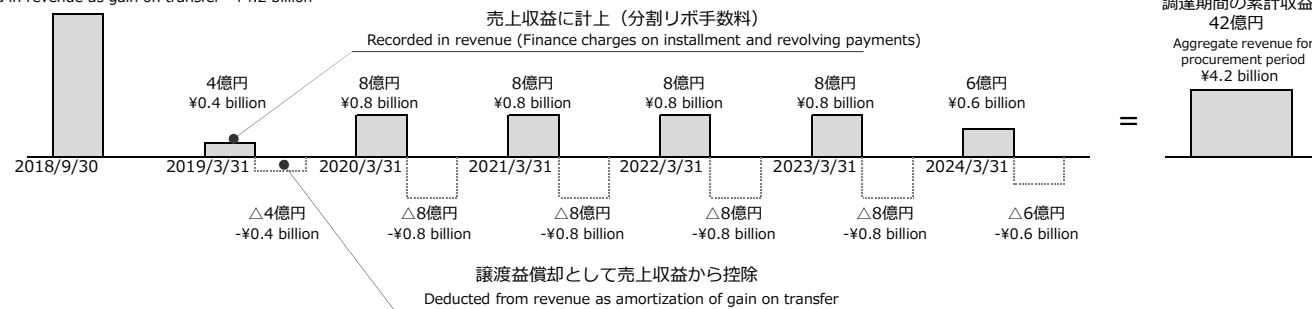 in revenue as gain on transfer
売上収益に計上（分割リボ手数料）
Recorded in revenue (Finance charges on installment and revolving payments)
調達期間の累計収益
42億円
Aggregate revenue for
procurement period
¥4.2 billion
4億円
¥0.4 billion
8億円
¥0.8 billion
8億円
¥0.8 billion
8億円
¥0.8 billion
8億円
¥0.8 billion
6億円
¥0.6 billion
=
2018/9/30
2019/3/31
2020/3/31
2021/3/31
2022/3/31
2023/3/31
2024/3/31
△4億円
-¥0.4 billion
△8億円
-¥0.8 billion
△8億円
-¥0.8 billion
△8億円
-¥0.8 billion
△8億円
-¥0.8 billion
△6億円
-¥0.6 billion
譲渡益償却として売上収益から控除
Deducted from revenue as amortization of gain on transfer